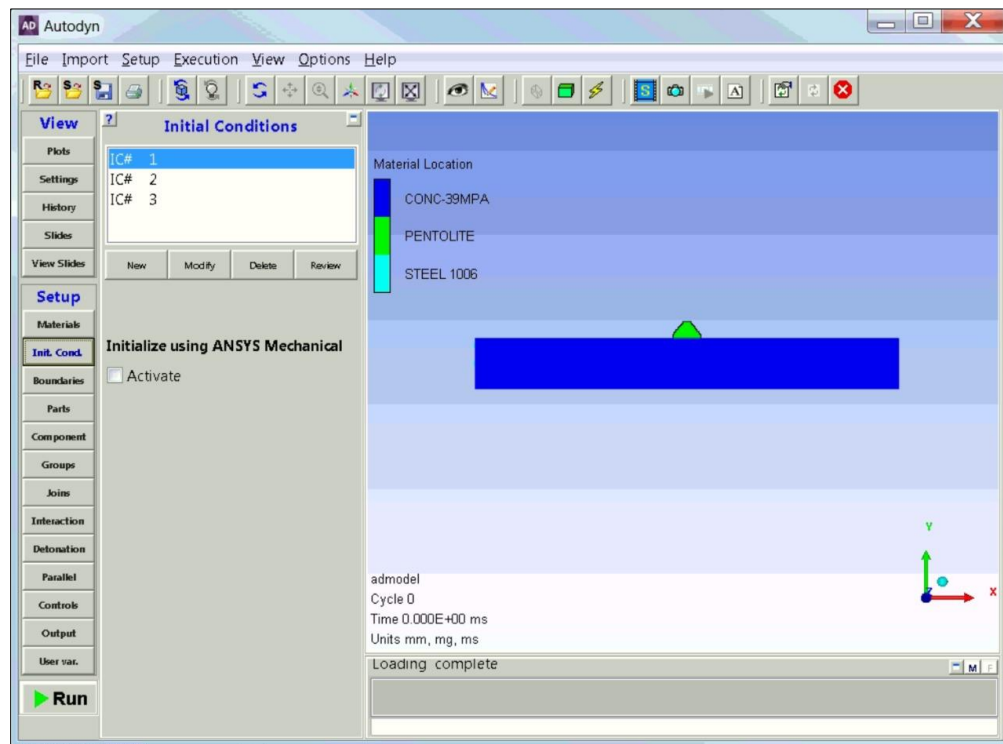 AD Autodyn
File Import Setup Execution View Options Help
View
Plots
Settings
History
Slides
View Slides
Setup
Materials
Init. Cond.
Boundaries
Parts
Component
Groups
Joins
Interaction
Detonation
Parallel
Controls
Output
User var.
Run
? Initial Conditions
IC# 1
IC# 2
IC# 3
New Modify Delete Review
Initialize using ANSYS Mechanical
Activate
Material Location
CONC-39MPA
PENTOLITE
STEEL 1006
Y
Z X
admodel
Cycle 0
Time 0.000E+00 ms
Units mm, mg, ms
Loading complete
M F